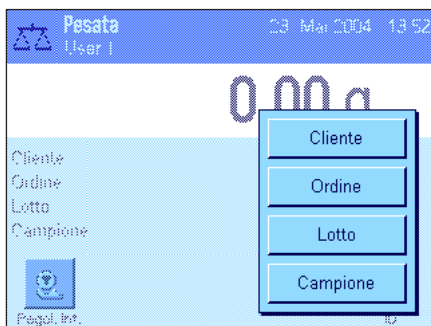 Pesata 23 Mar 2004 13:52
User 1
0.00 g
Cliente
Ordine
Lotto
Campione
Cliente
Ordine
Lotto
Campione
Regol. Int.
ID